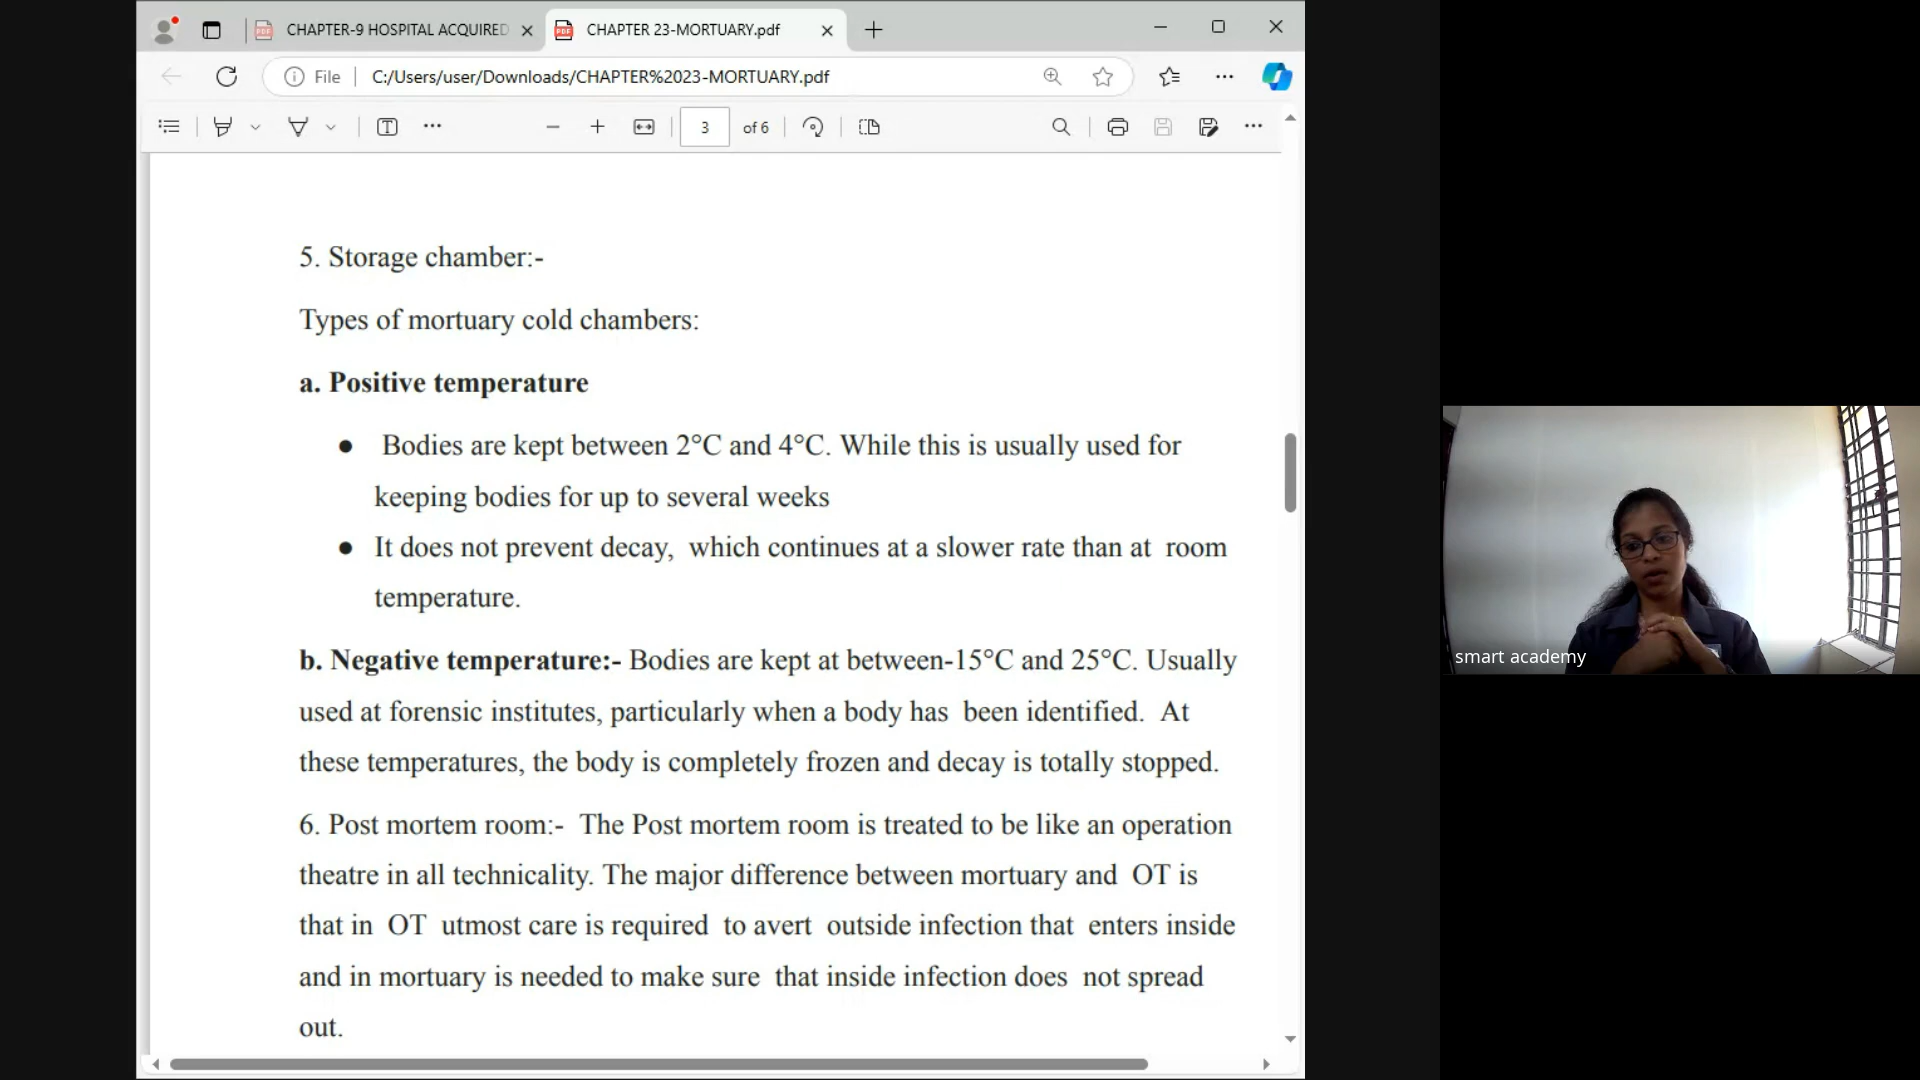 CHAPTER-9 HOSPITAL ACQUIRED
CHAPTER 23-MORTUARY.pdf
File
C:/Users/user/Downloads/CHAPTER%2023-MORTUARY.pdf
3 of 6
5. Storage chamber:-
Types of mortuary cold chambers:
a. Positive temperature
● Bodies are kept between 2°C and 4°C. While this is usually used for
keeping bodies for up to several weeks
● It does not prevent decay, which continues at a slower rate than at room
temperature.
b. Negative temperature:- Bodies are kept at between-15°C and 25°C. Usually
used at forensic institutes, particularly when a body has been identified. At
these temperatures, the body is completely frozen and decay is totally stopped.
6. Post mortem room:- The Post mortem room is treated to be like an operation
theatre in all technicality. The major difference between mortuary and OT is
that in OT utmost care is required to avert outside infection that enters inside
and in mortuary is needed to make sure that inside infection does not spread
out.
smart academy